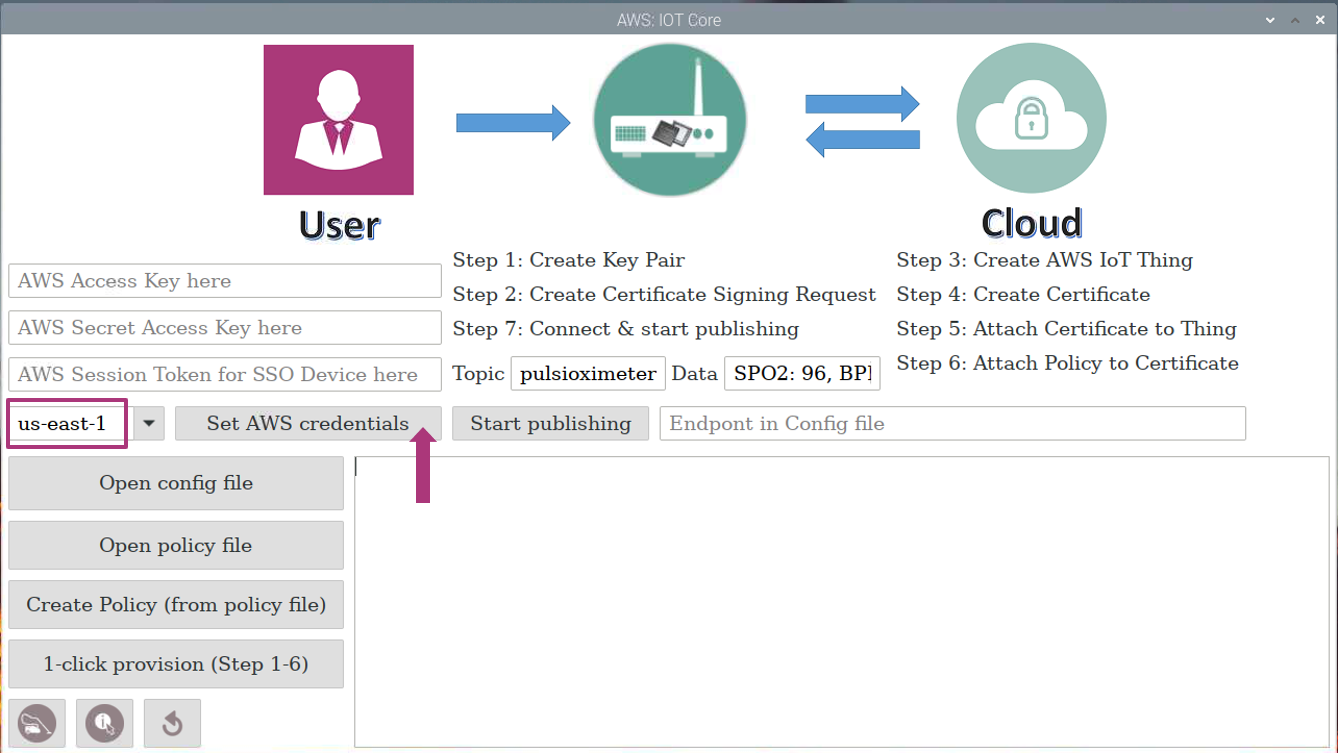 AWS: IOT Core
User
Cloud
AWS Access Key here
AWS Secret Access Key here
AWS Session Token for SSO Device here
Step 1: Create Key Pair
Step 2: Create Certificate Signing Request
Step 7: Connect & start publishing
Step 3: Create AWS IoT Thing
Step 4: Create Certificate
Step 5: Attach Certificate to Thing
Step 6: Attach Policy to Certificate
Topic pulsioximeter Data SPO2: 96, BP
us-east-1 Set AWS credentials Start publishing Endpont in Config file
Open config file
Open policy file
Create Policy (from policy file)
1-click provision (Step 1-6)